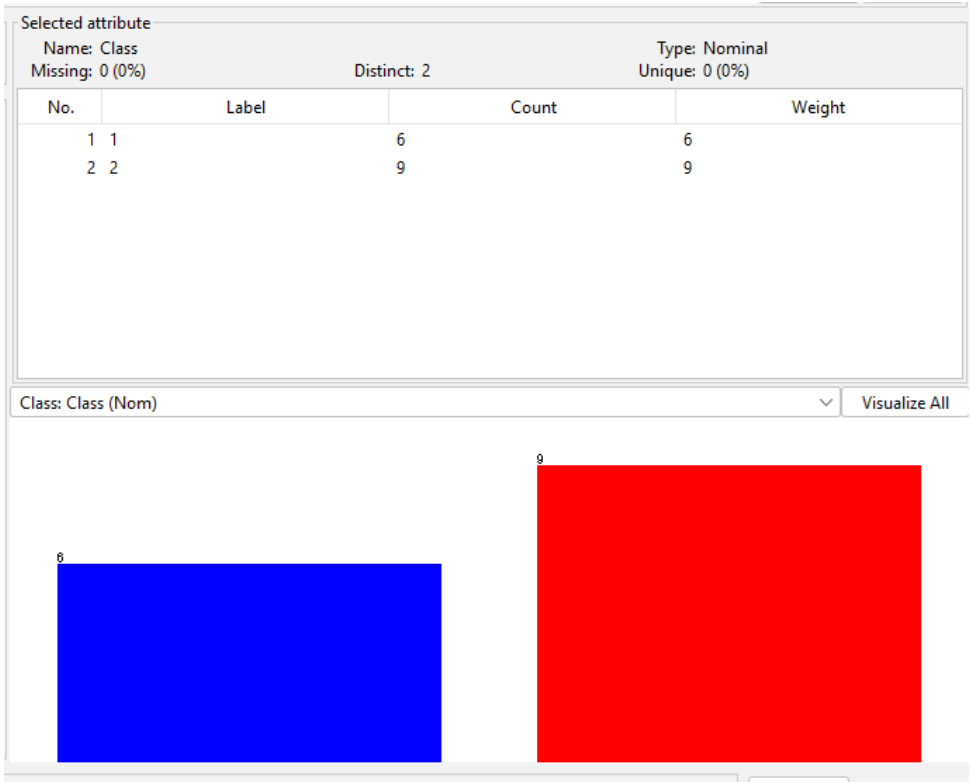 Selected attribute
Name: Class Type: Nominal
Missing: 0 (0%) Distinct: 2 Unique: 0 (0%)
No. Label Count Weight
1 1 6 6
2 2 9 9
Class: Class (Nom) Visualize All
9
6